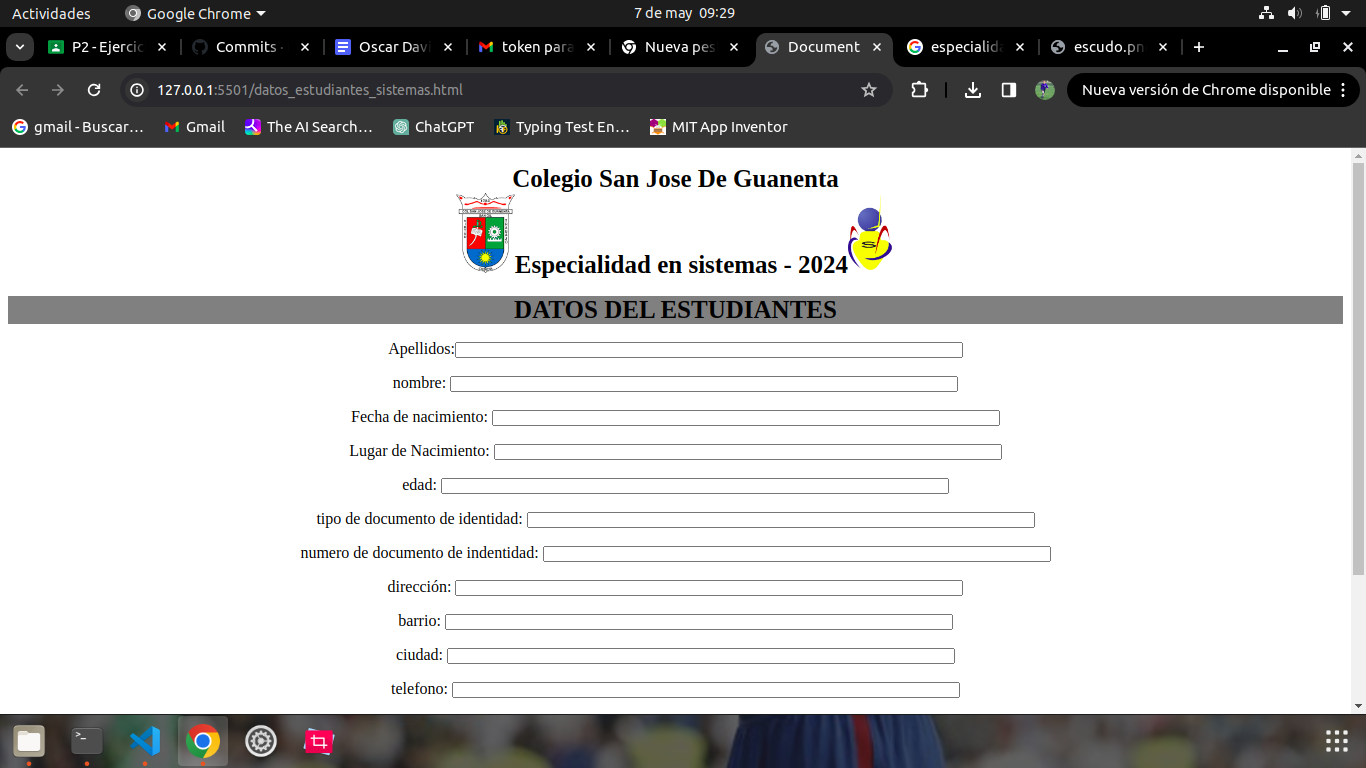 Actividades Google Chrome 7 de may 09:29
P2 - Ejercic Commits - Oscar Davi token para Nueva pes Document especialida escudo.pn
127.0.0.1:5501/datos_estudiantes_sistemas.html Nueva versión de Chrome disponible
gmail - Buscar… Gmail The AI Search… ChatGPT Typing Test En… MIT App Inventor
Colegio San Jose De Guanenta
Especialidad en sistemas - 2024
DATOS DEL ESTUDIANTES
Apellidos:
nombre:
Fecha de nacimiento:
Lugar de Nacimiento:
edad:
tipo de documento de identidad:
numero de documento de indentidad:
dirección:
barrio:
ciudad:
telefono: